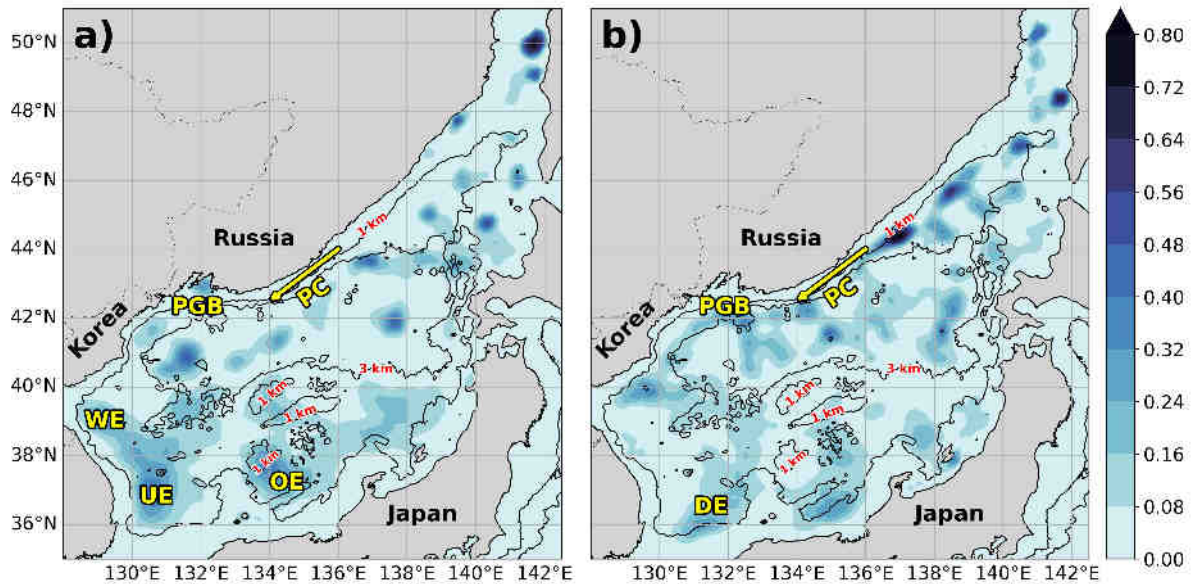 a)
Russia
Korea
Japan
PGB
PC
WE
UE
OE
1 km
3 km
1 km
1 km
1 km
50°N
48°N
46°N
44°N
42°N
40°N
38°N
36°N
130°E 132°E 134°E 136°E 138°E 140°E 142°E
b)
Russia
Korea
Japan
PGB
PC
DE
1 km
3 km
1 km
1 km
1 km
130°E 132°E 134°E 136°E 138°E 140°E 142°E
0.80
0.72
0.64
0.56
0.48
0.40
0.32
0.24
0.16
0.08
0.00